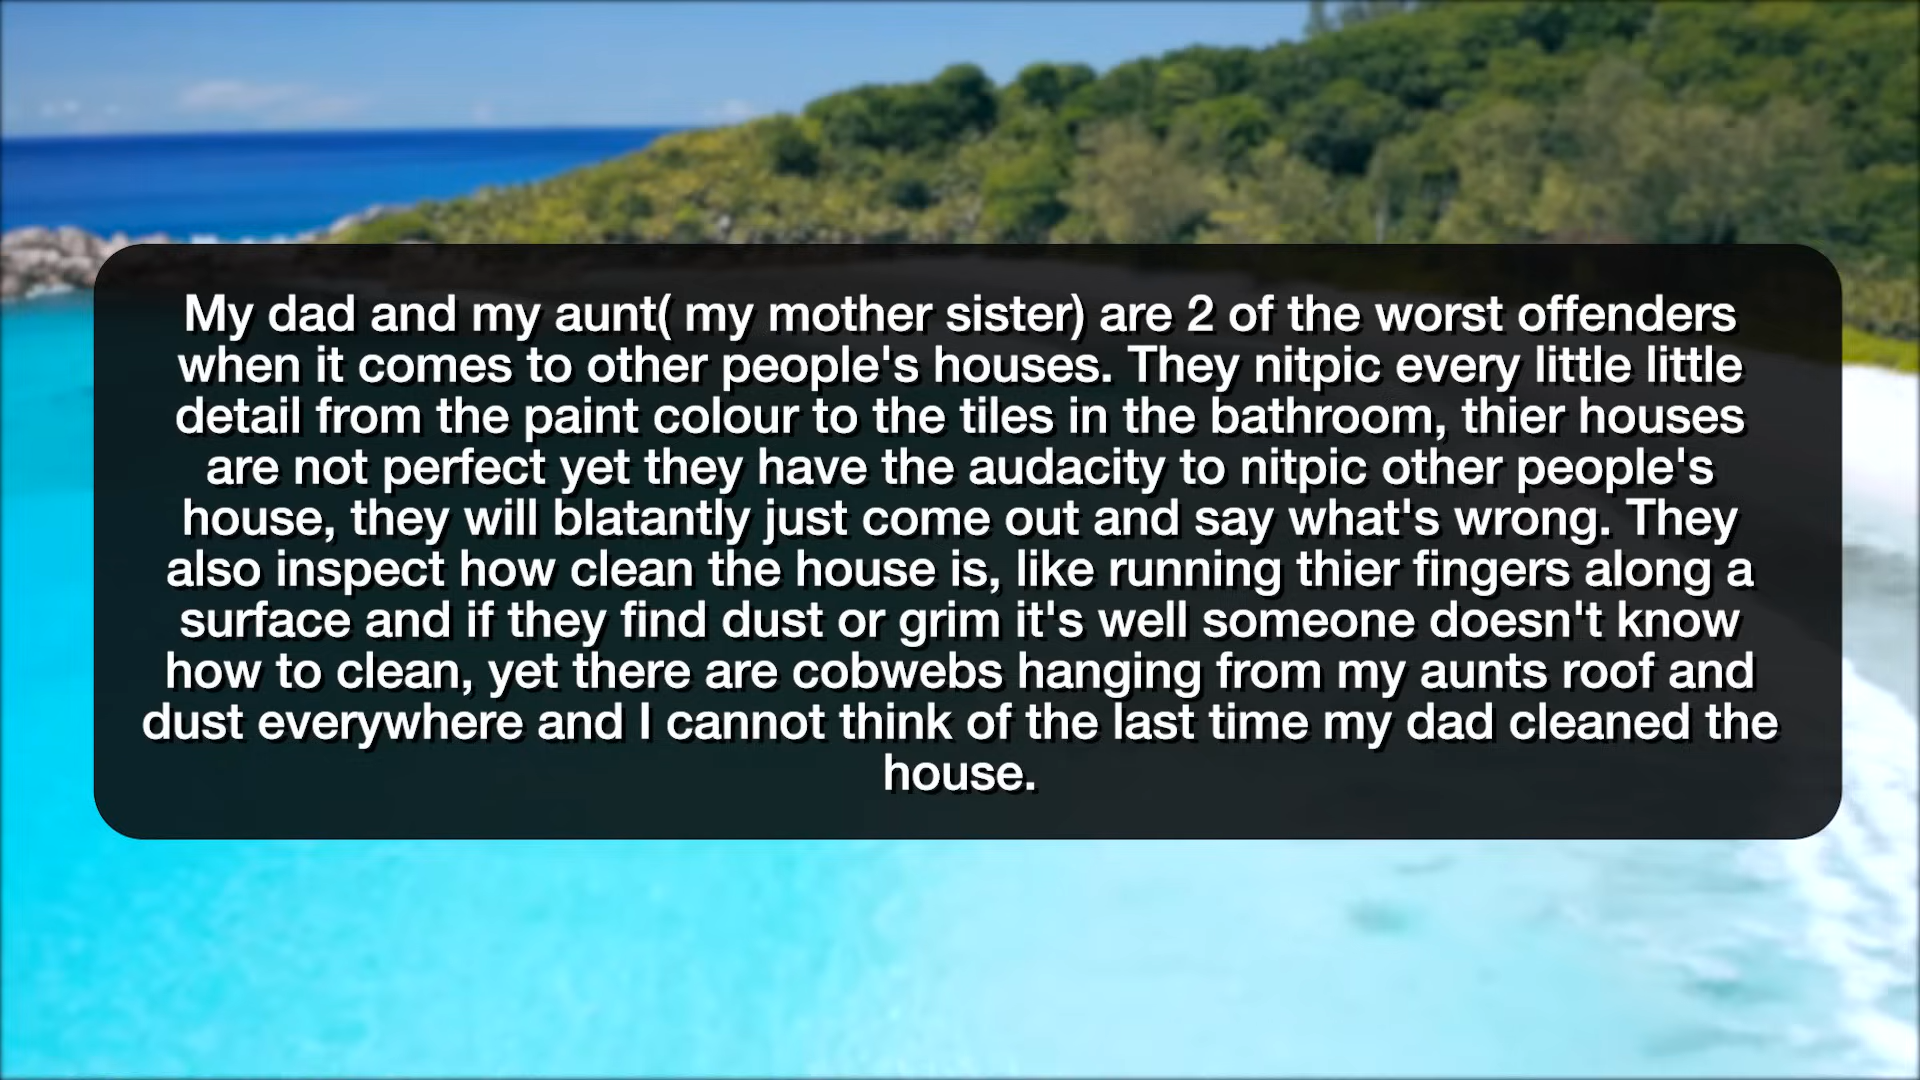 My dad and my aunt( my mother sister) are 2 of the worst offenders
when it comes to other people's houses. They nitpic every little little
detail from the paint colour to the tiles in the bathroom, thier houses
are not perfect yet they have the audacity to nitpic other people's
house, they will blatantly just come out and say what's wrong. They
also inspect how clean the house is, like running thier fingers along a
surface and if they find dust or grim it's well someone doesn't know
how to clean, yet there are cobwebs hanging from my aunts roof and
dust everywhere and I cannot think of the last time my dad cleaned the
house.